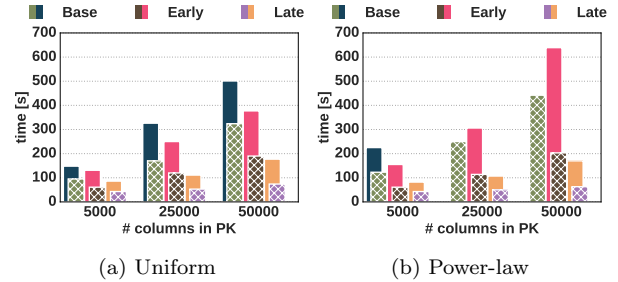 Base Early Late
700
600
500
400
300
200
100
0
time [s]
5000 25000 50000
# columns in PK
(a) Uniform
Base Early Late
700
600
500
400
300
200
100
0
time [s]
5000 25000 50000
# columns in PK
(b) Power-law